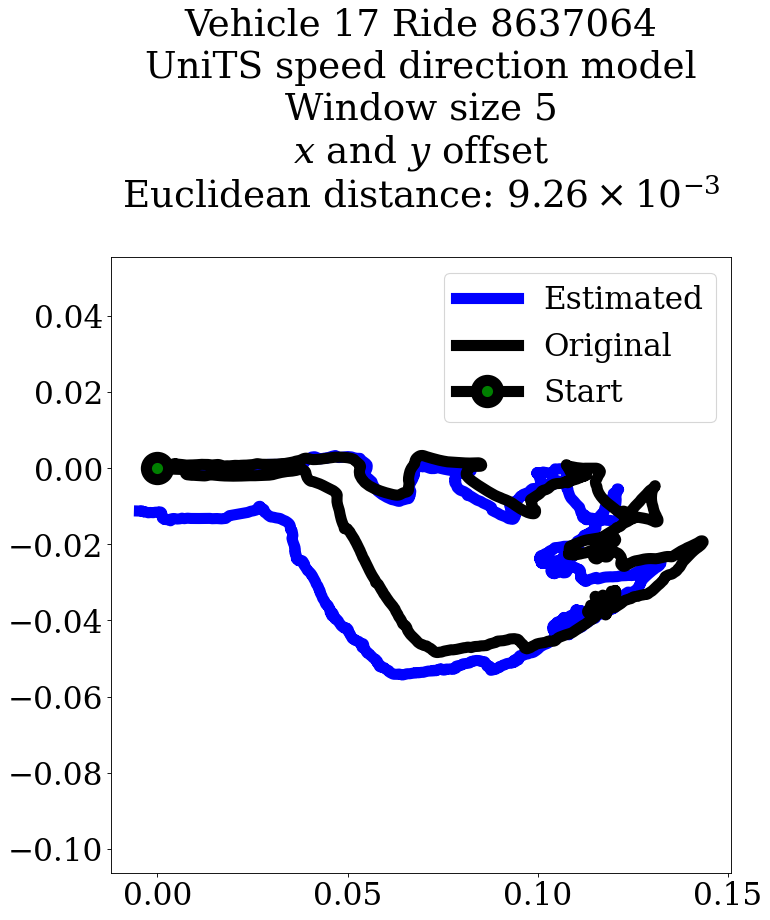 Vehicle 17 Ride 8637064
UniTS speed direction model
Window size 5
x and y offset
Euclidean distance: 9.26 × 10⁻³
Estimated
Original
Start
0.04
0.02
0.00
−0.02
−0.04
−0.06
−0.08
−0.10
0.00 0.05 0.10 0.15